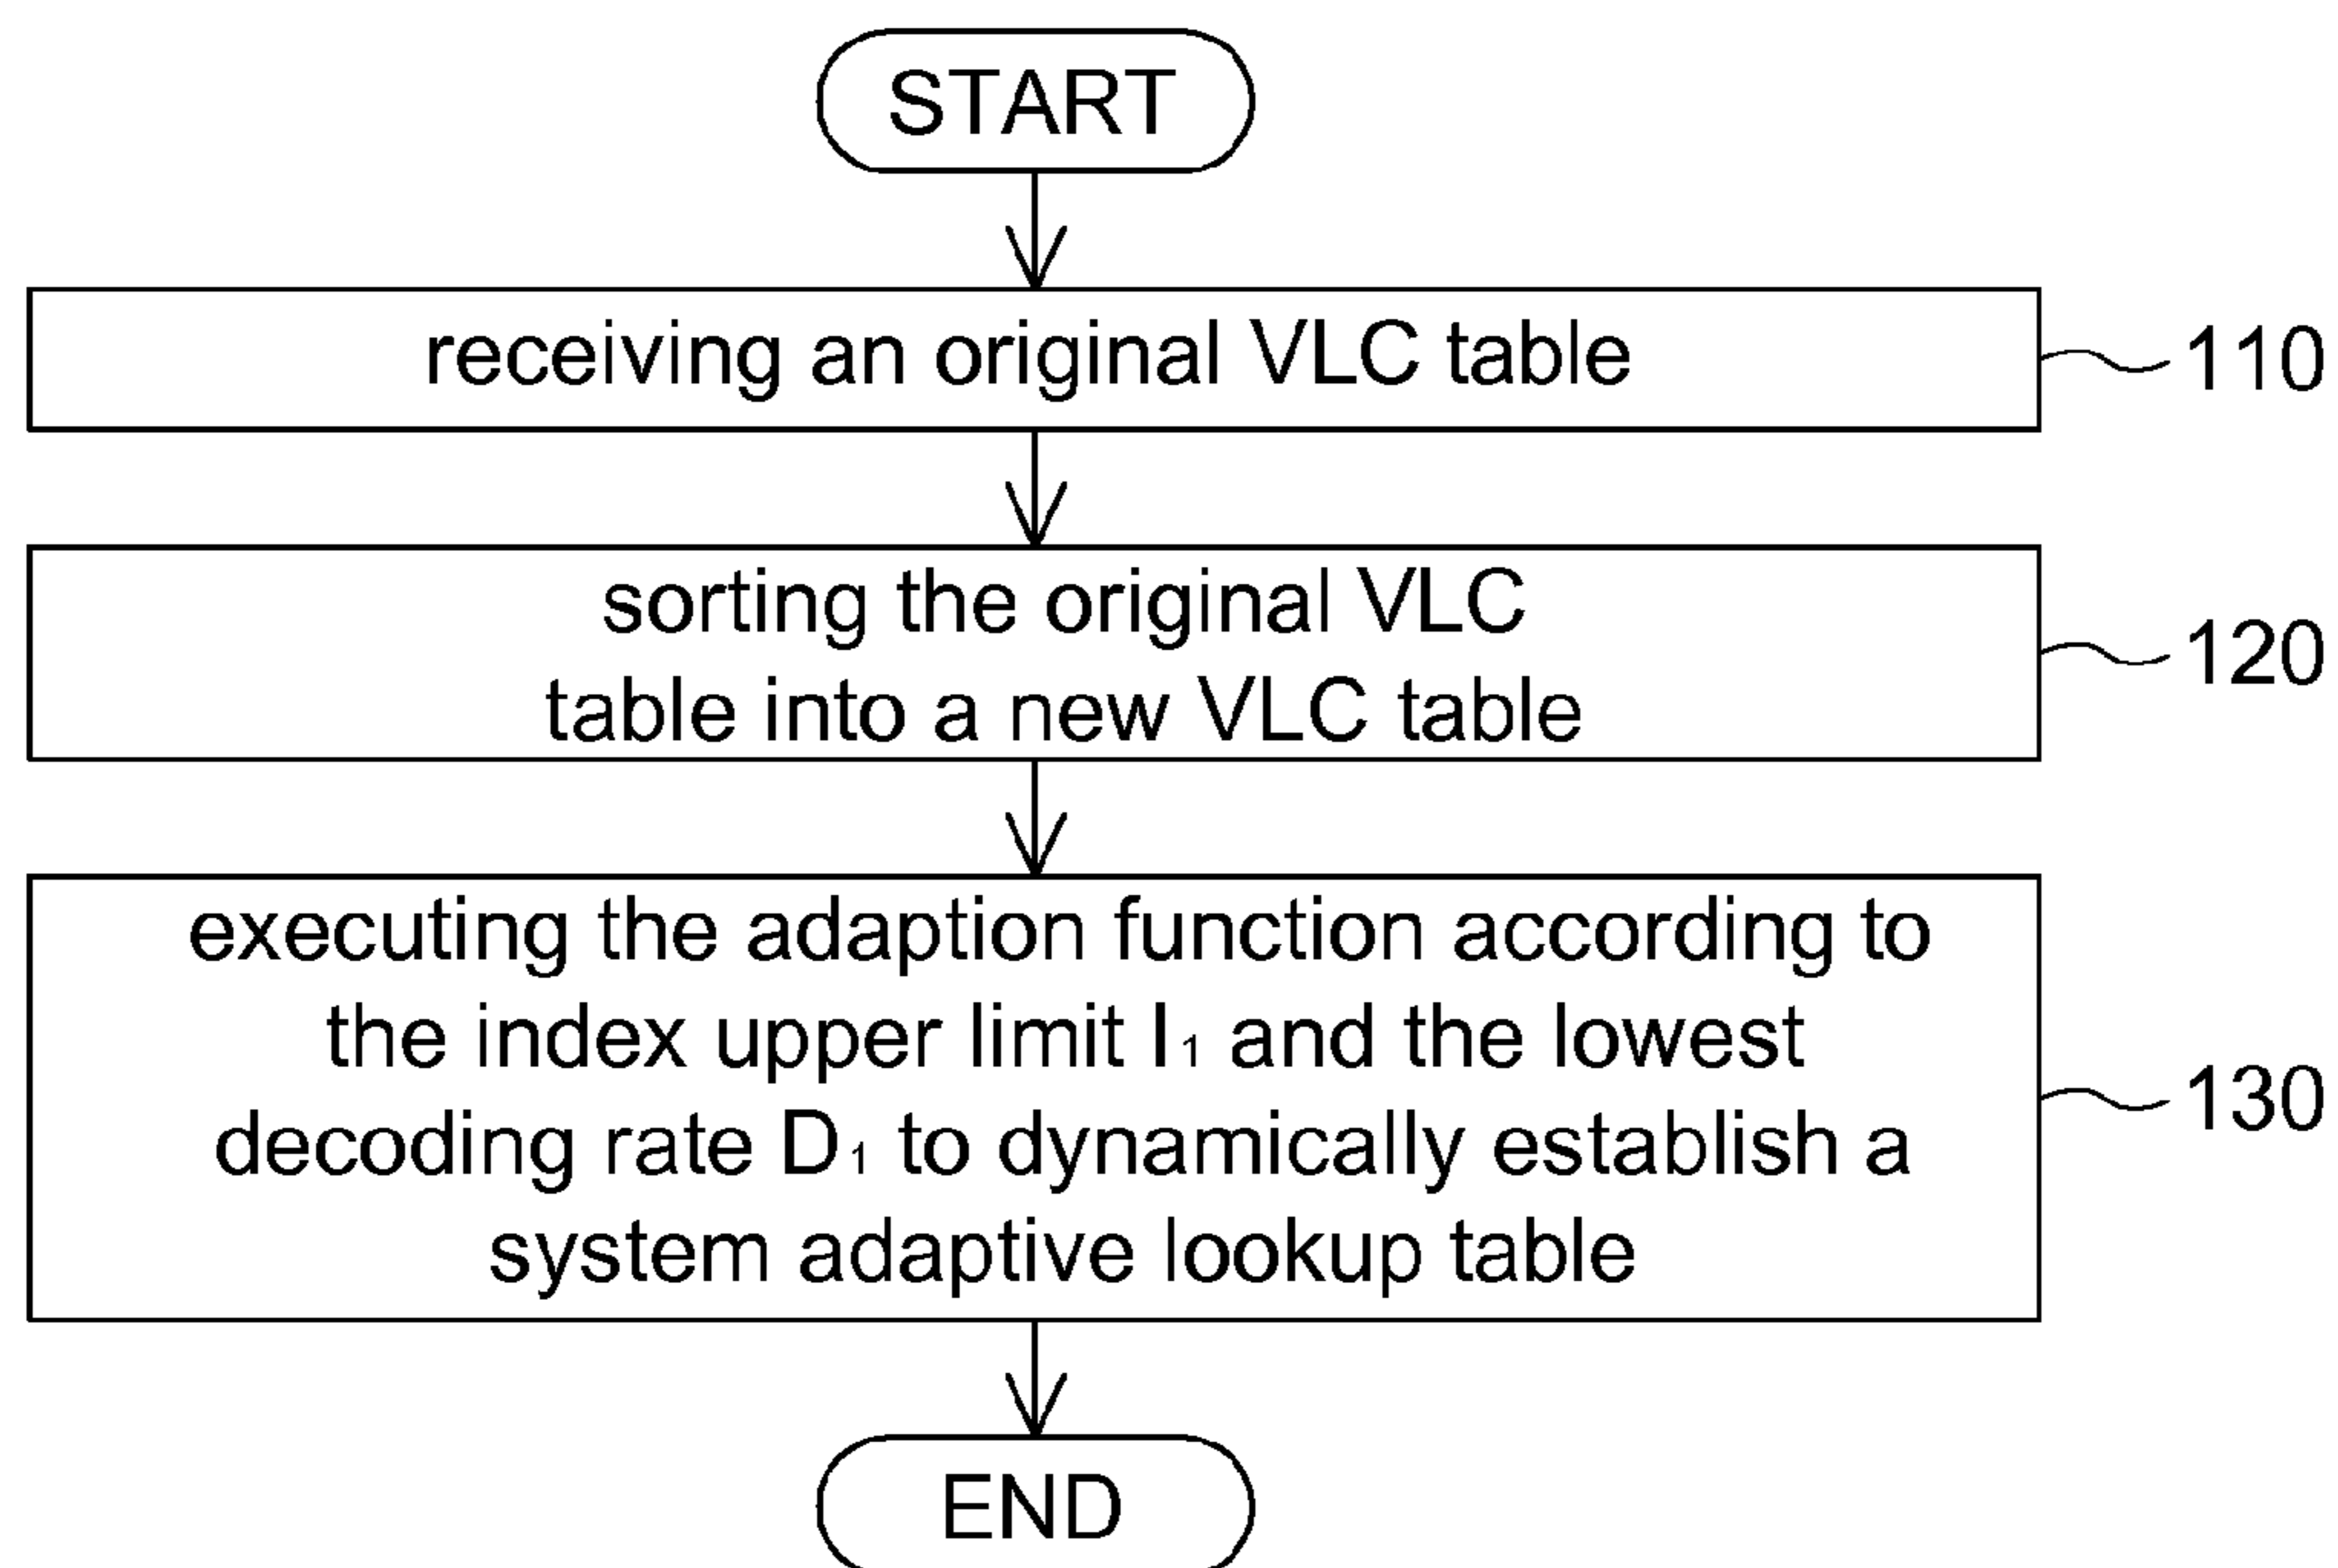 START
receiving an original VLC table
110
sorting the original VLC
table into a new VLC table
120
executing the adaption function according to
the index upper limit I₁ and the lowest
decoding rate D₁ to dynamically establish a
system adaptive lookup table
130
END